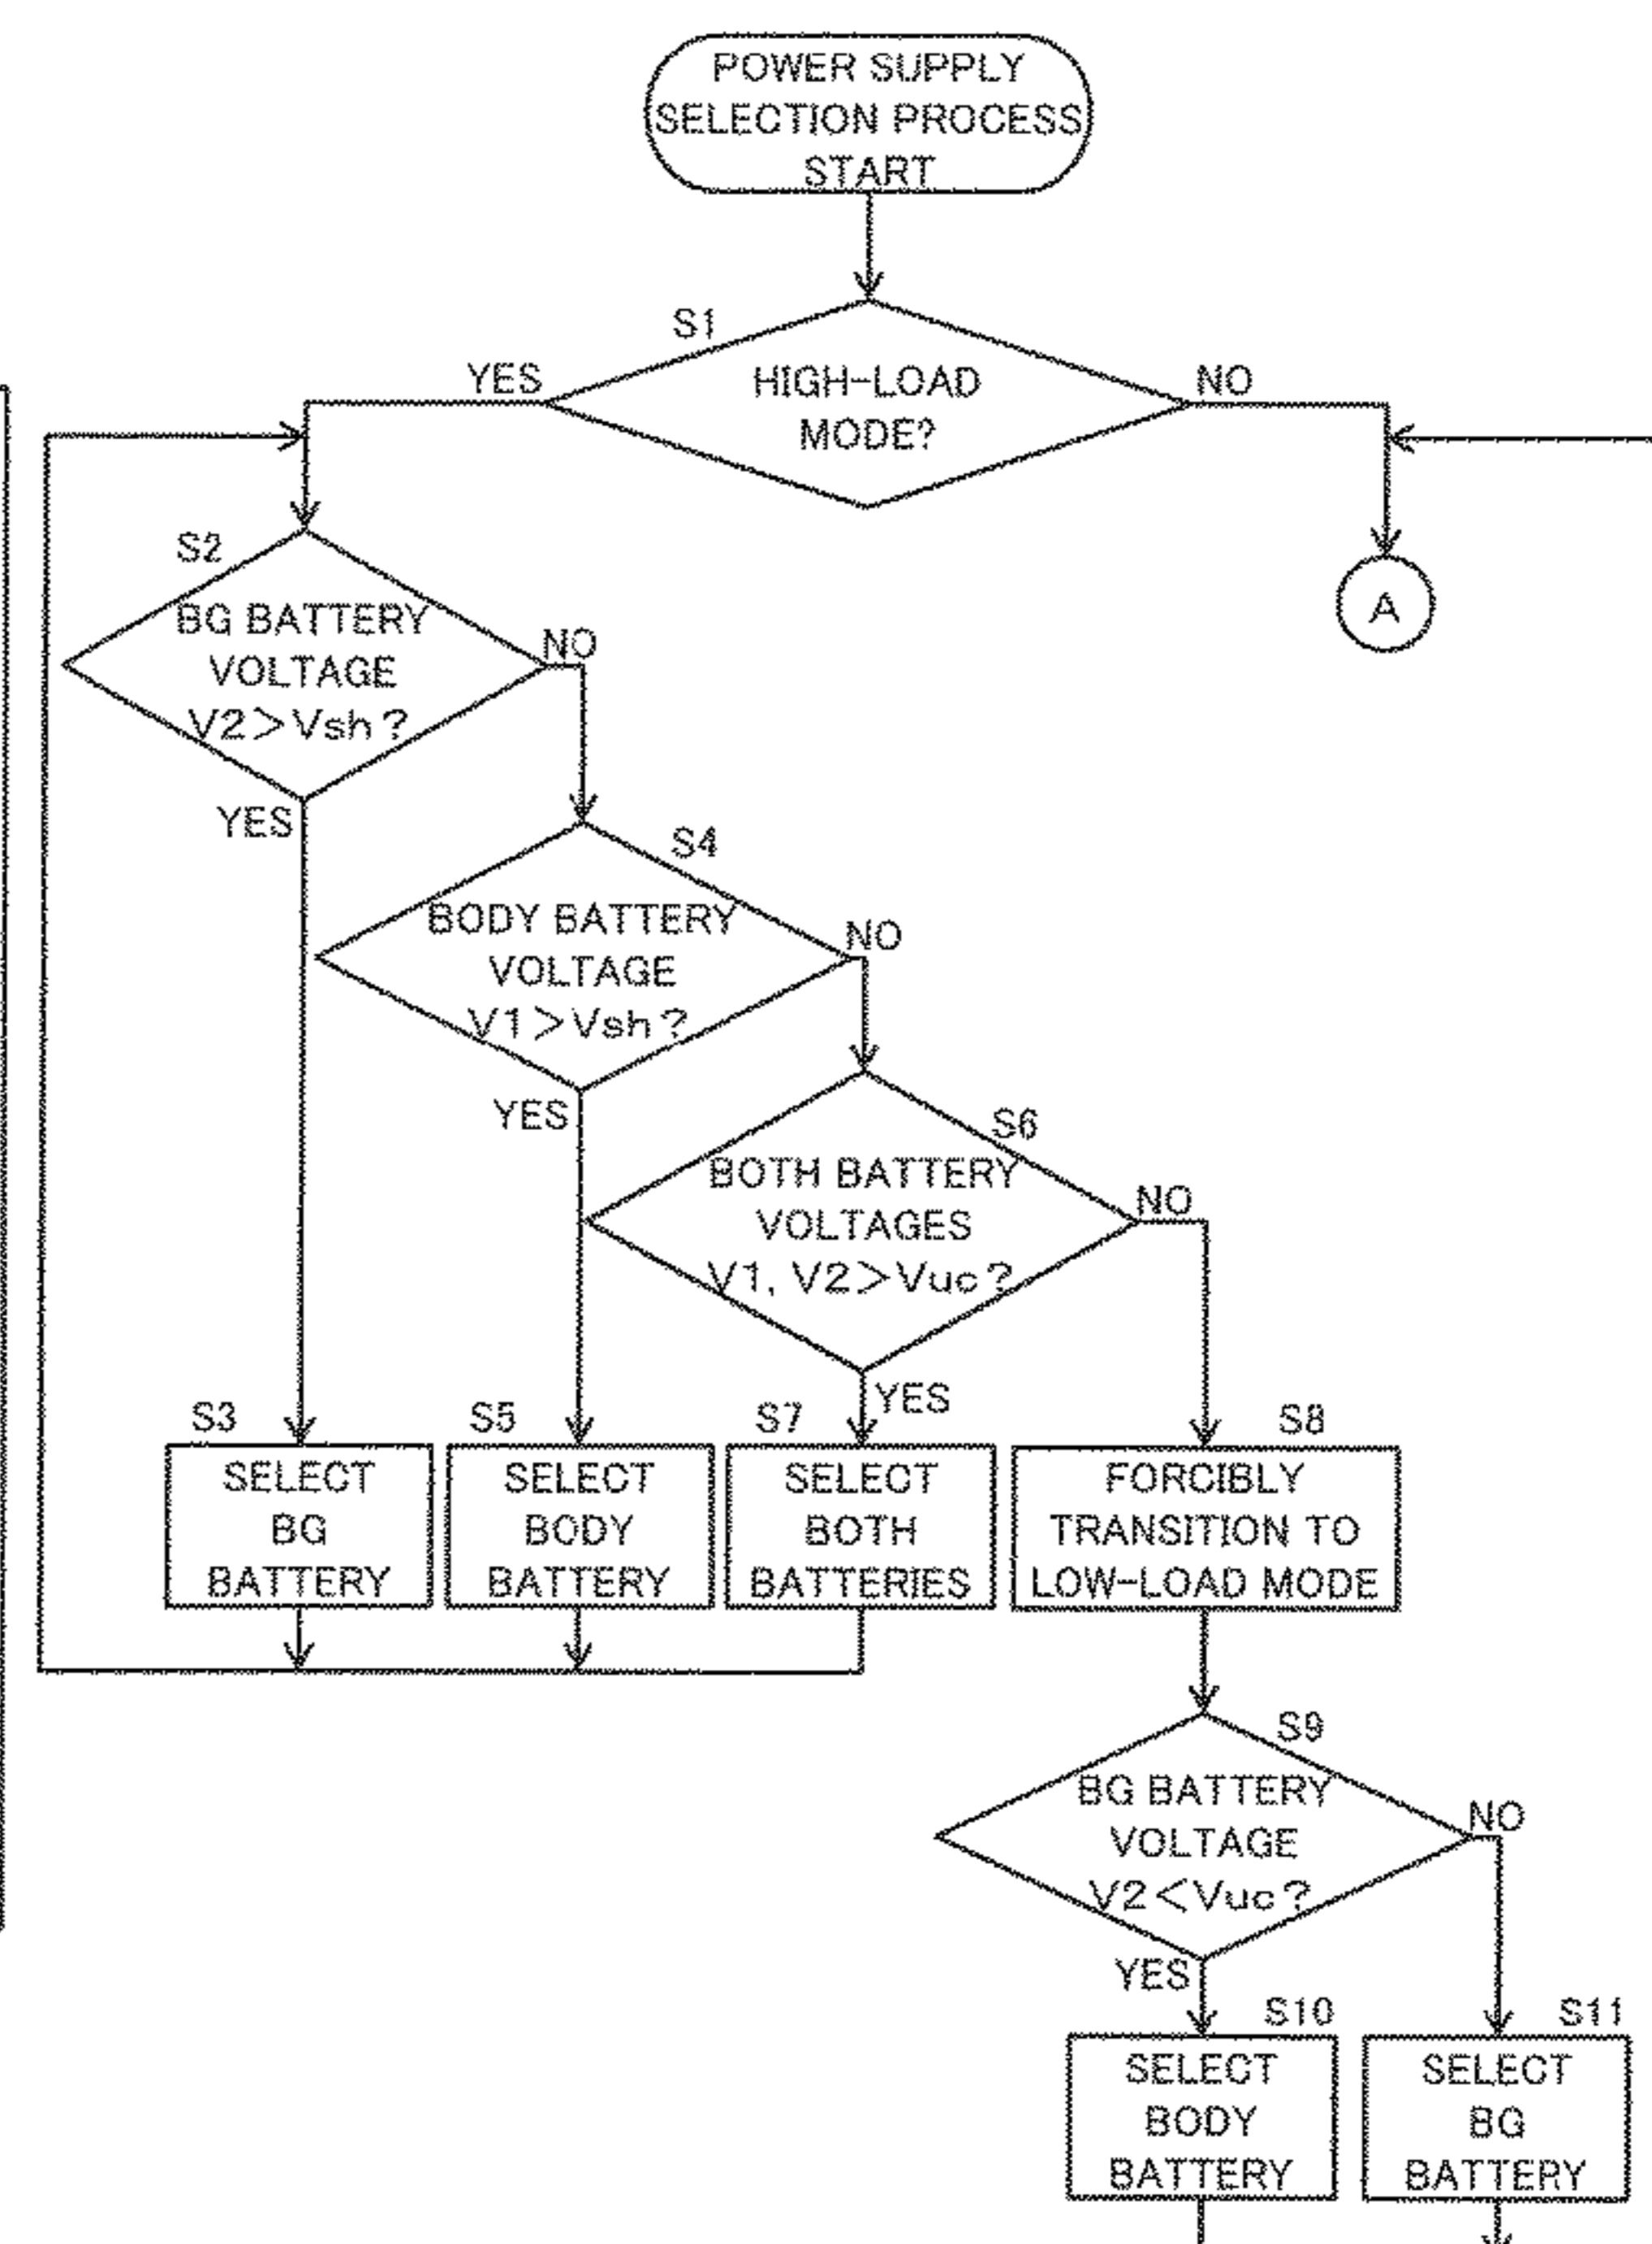 POWER SUPPLY
SELECTION PROCESS
START
S1
HIGH-LOAD
MODE?
YES
NO
A
S2
BG BATTERY
VOLTAGE
V2>Vsh?
NO
YES
S4
BODY BATTERY
VOLTAGE
V1>Vsh?
NO
YES
S6
BOTH BATTERY
VOLTAGES
V1, V2>Vuc?
NO
YES
S3
SELECT
BG
BATTERY
S5
SELECT
BODY
BATTERY
S7
SELECT
BOTH
BATTERIES
S8
FORCIBLY
TRANSITION TO
LOW-LOAD MODE
S9
BG BATTERY
VOLTAGE
V2<Vuc?
NO
YES
S10
SELECT
BODY
BATTERY
S11
SELECT
BG
BATTERY